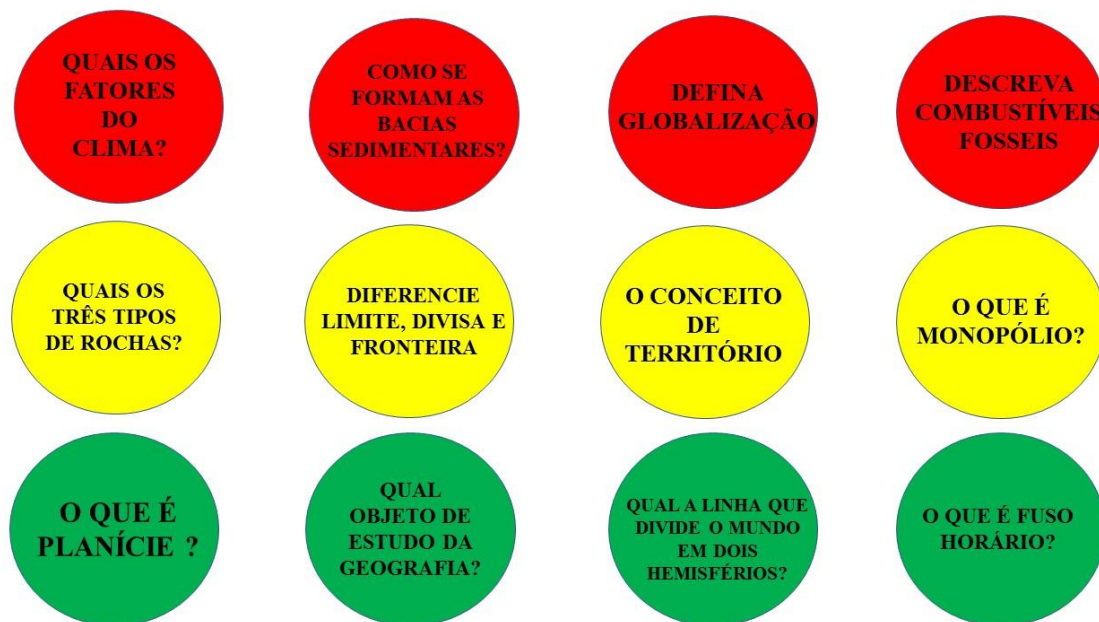 QUAIS OS
FATORES
DO
CLIMA?
COMO SE
FORMAM AS
BACIAS
SEDIMENTARES?
DEFINA
GLOBALIZAÇÃO
DESCREVA
COMBUSTÍVEIS
FOSSEIS
QUAIS OS
TRÊS TIPOS
DE ROCHAS?
DIFERENCIE
LIMITE, DIVISA E
FRONTEIRA
O CONCEITO
DE
TERRITÓRIO
O QUE É
MONOPÓLIO?
O QUE É
PLANÍCIE ?
QUAL
OBJETO DE
ESTUDO DA
GEOGRAFIA?
QUAL A LINHA QUE
DIVIDE O MUNDO
EM DOIS
HEMISFÉRIOS?
O QUE É FUSO
HORÁRIO?